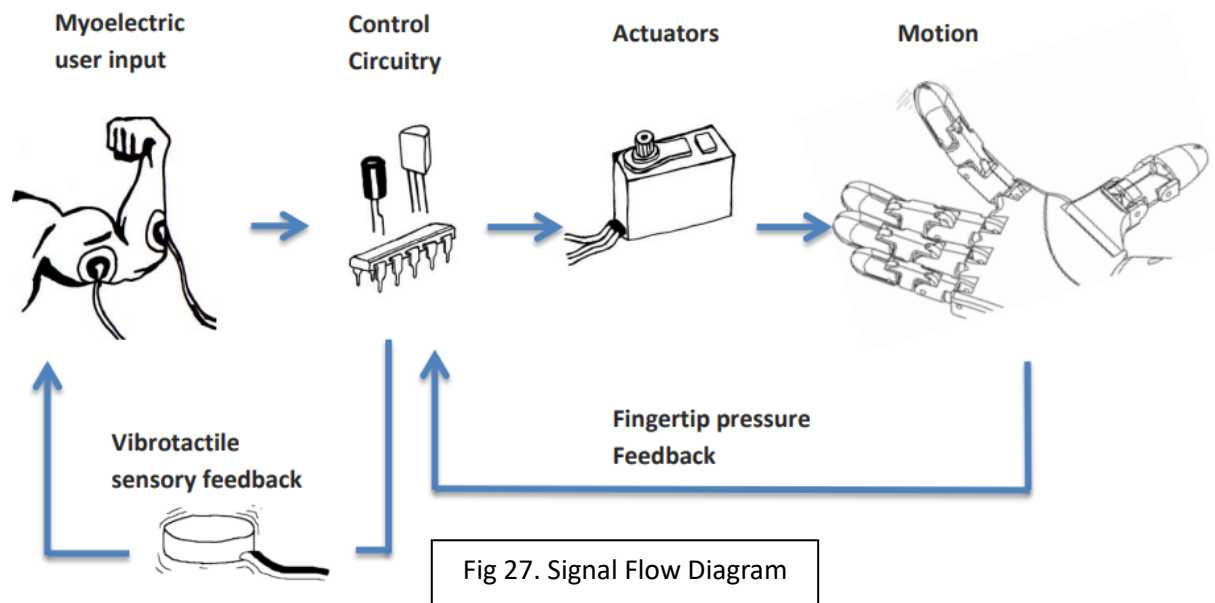 Myoelectric
user input
Control
Circuitry
Actuators
Motion
Vibrotactile
sensory feedback
Fingertip pressure
Feedback
Fig 27. Signal Flow Diagram